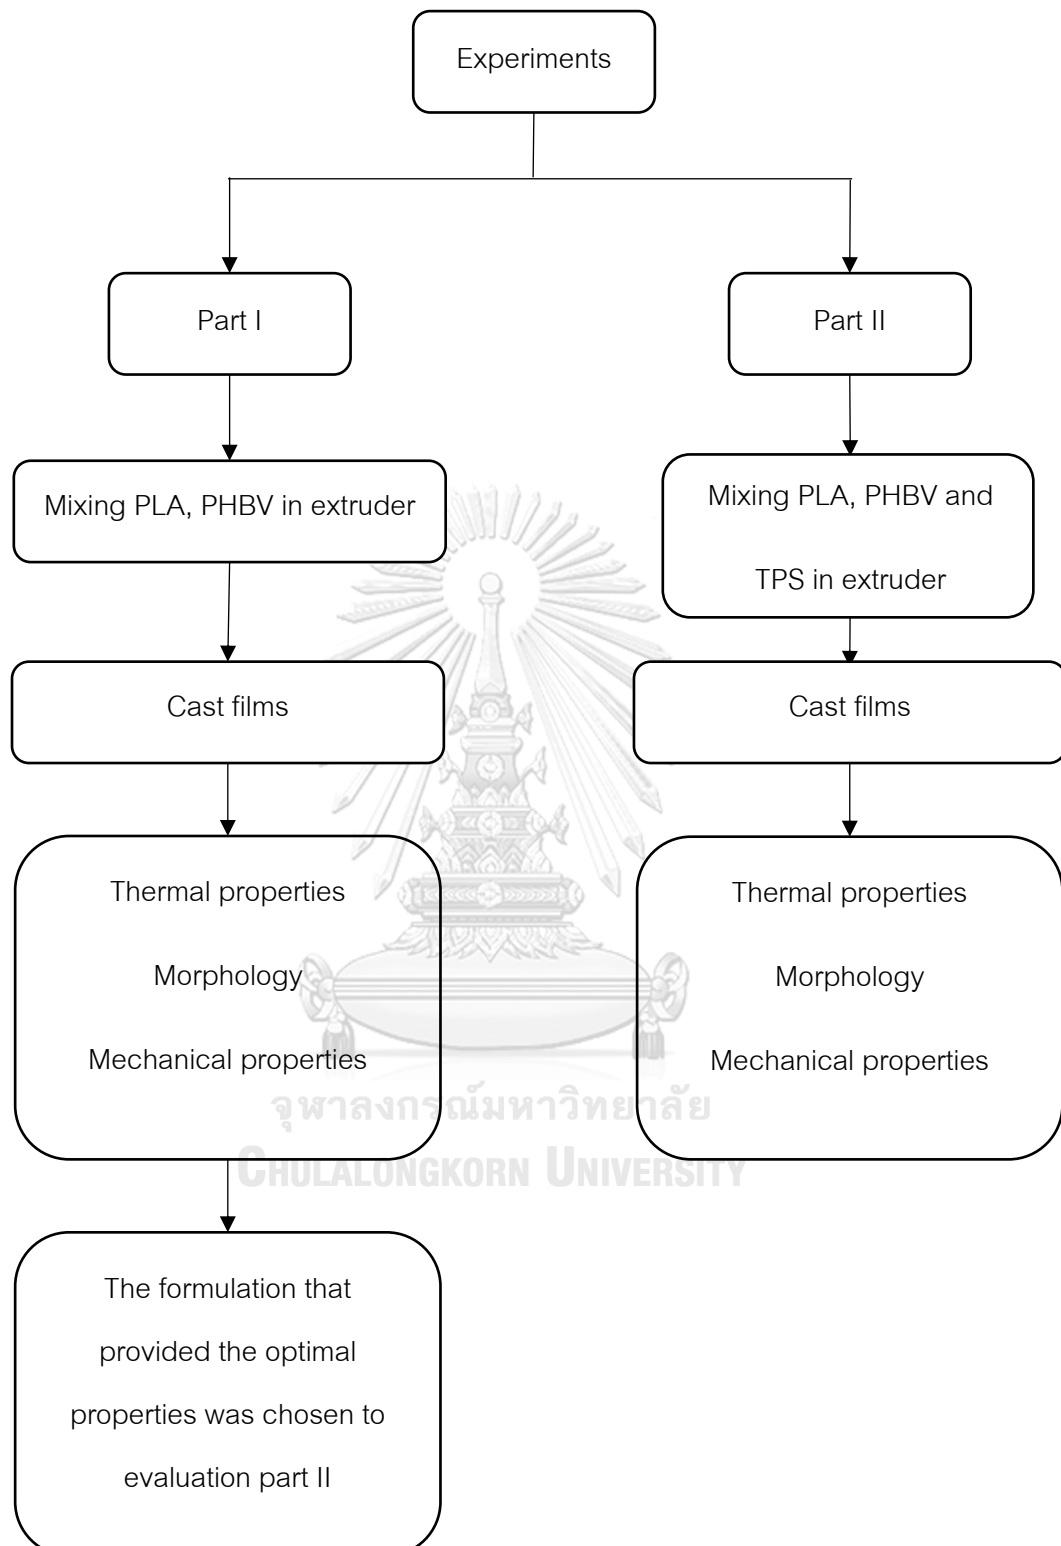 Experiments
Part I
Part II
Mixing PLA, PHBV in extruder
Mixing PLA, PHBV and
TPS in extruder
Cast films
Cast films
Thermal properties
Morphology
Mechanical properties
Thermal properties
Morphology
Mechanical properties
จุฬาลงกรณ์มหาวิทยาลัย
CHULALONGKORN UNIVERSITY
The formulation that
provided the optimal
properties was chosen to
evaluation part II